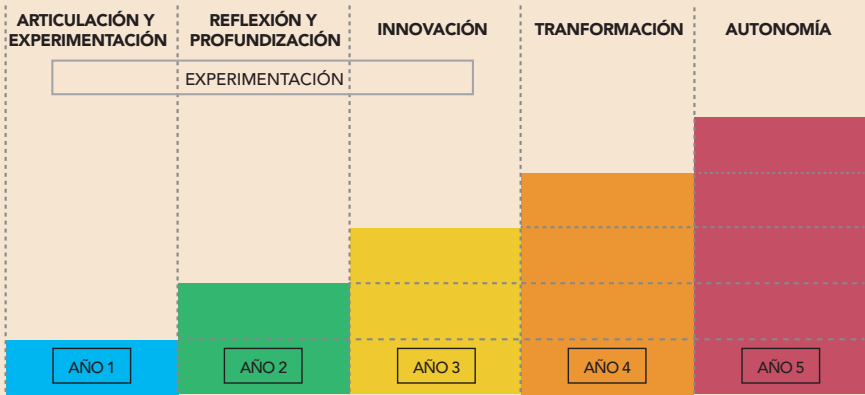 ARTICULACIÓN Y
EXPERIMENTACIÓN
REFLEXIÓN Y
PROFUNDIZACIÓN
INNOVACIÓN
TRANFORMACIÓN
AUTONOMÍA
EXPERIMENTACIÓN
AÑO 1
AÑO 2
AÑO 3
AÑO 4
AÑO 5